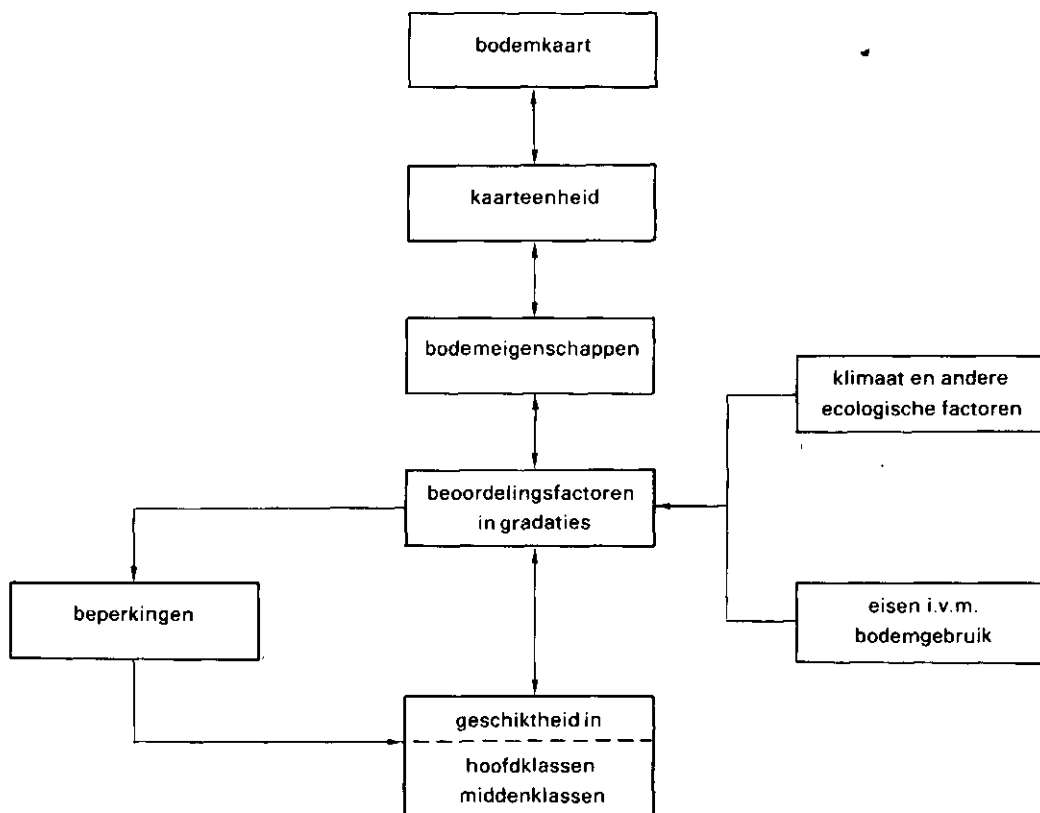 bodemkaart
kaarteenheid
bodemeigenschappen
klimaat en andere
ecologische factoren
beoordelingsfactoren
in gradaties
beperkingen
eisen i.v.m.
bodemgebruik
geschiktheid in
hoofdklassen
middenklassen